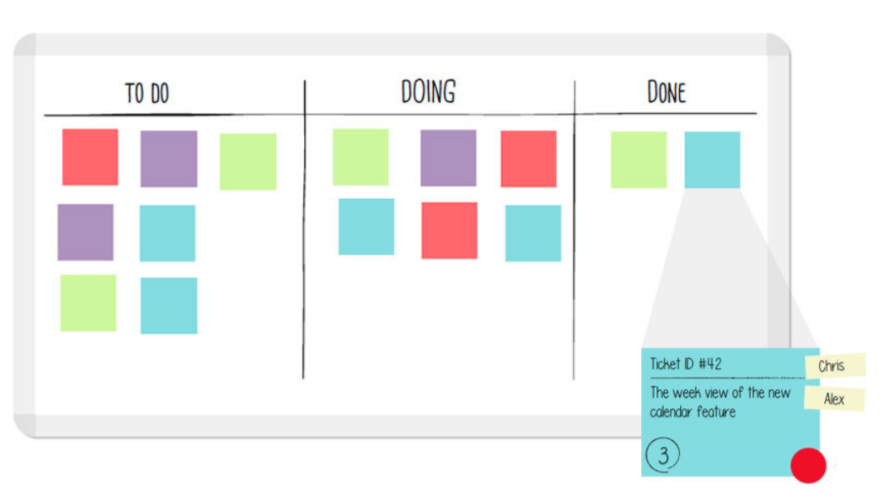 TO DO
DOING
DONE
Ticket ID #42
Chris
The week view of the new
calendar feature
Alex
3